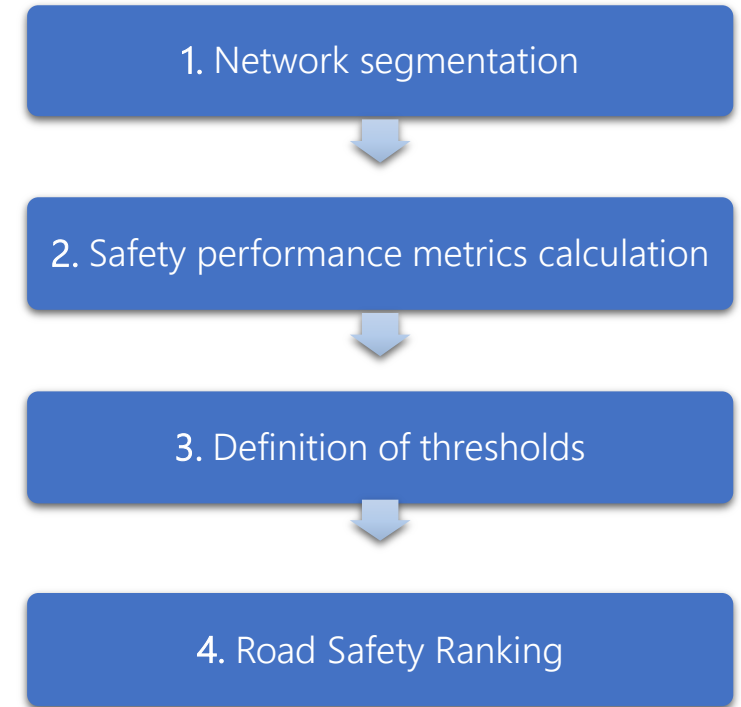 1. Network segmentation
2. Safety performance metrics calculation
3. Definition of thresholds
4. Road Safety Ranking